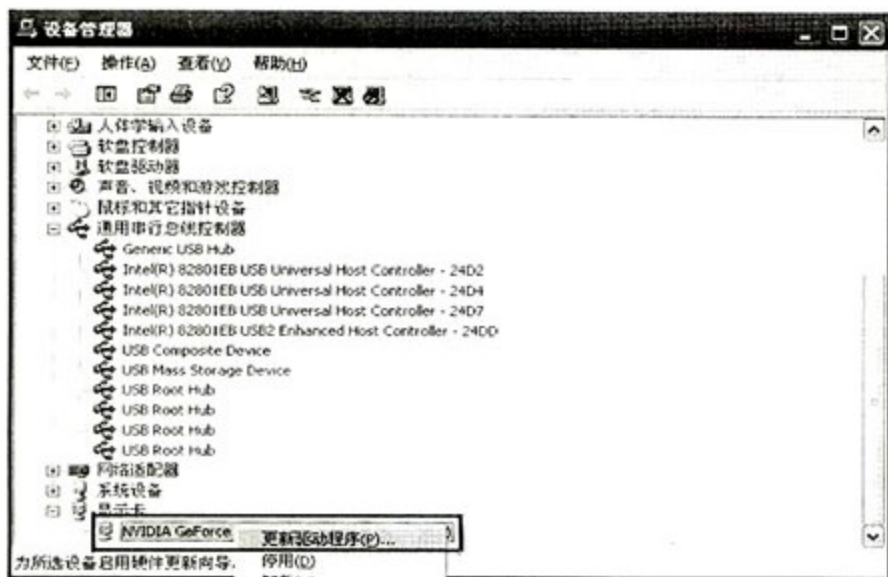 设备管理器
文件(F) 操作(A) 查看(V) 帮助(H)
人体学输入设备
软盘控制器
软盘驱动器
声音、视频和游戏控制器
鼠标和其它指针设备
通用串行总线控制器
Generic USB Hub
Intel(R) 82801EB USB Universal Host Controller - 24D2
Intel(R) 82801EB USB Universal Host Controller - 24D4
Intel(R) 82801EB USB Universal Host Controller - 24D7
Intel(R) 82801EB USB2 Enhanced Host Controller - 24DD
USB Composite Device
USB Mass Storage Device
USB Root Hub
USB Root Hub
USB Root Hub
USB Root Hub
网络适配器
系统设备
显示卡
NVIDIA GeForce 更新驱动程序(P)...
为所选设备启用硬件更新向导. 停用(D)